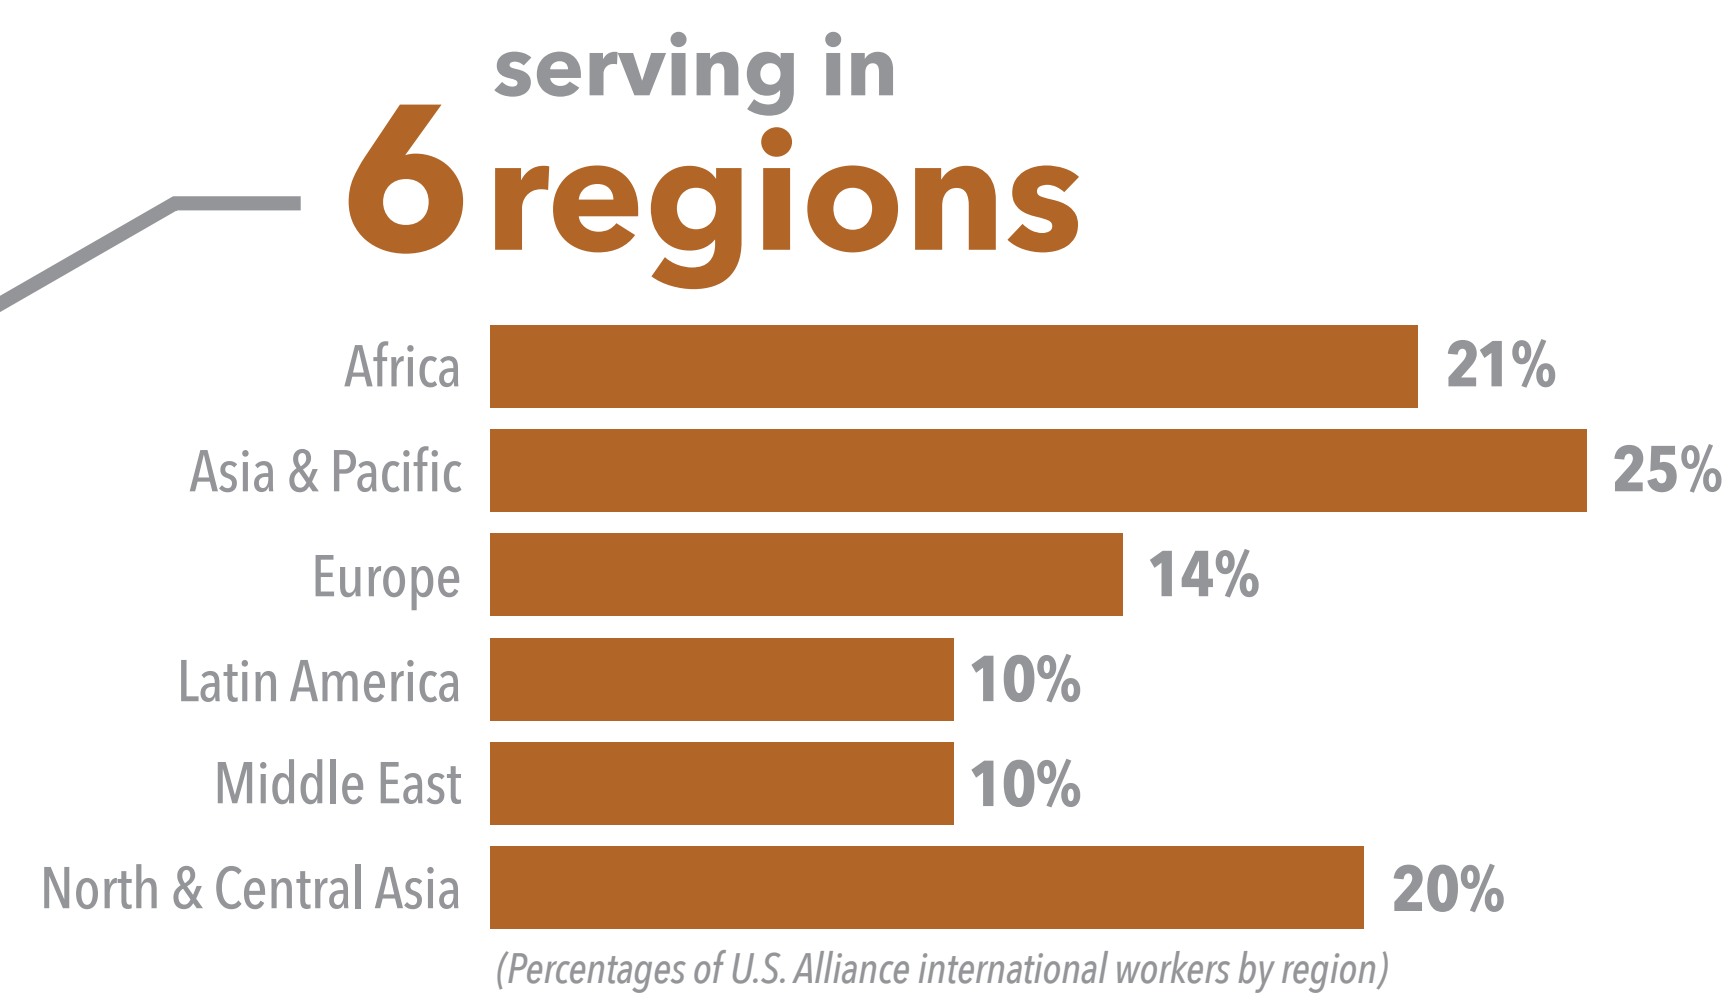 serving in
6 regions
Africa 21%
Asia & Pacific 25%
Europe 14%
Latin America 10%
Middle East 10%
North & Central Asia 20%
(Percentages of U.S. Alliance international workers by region)